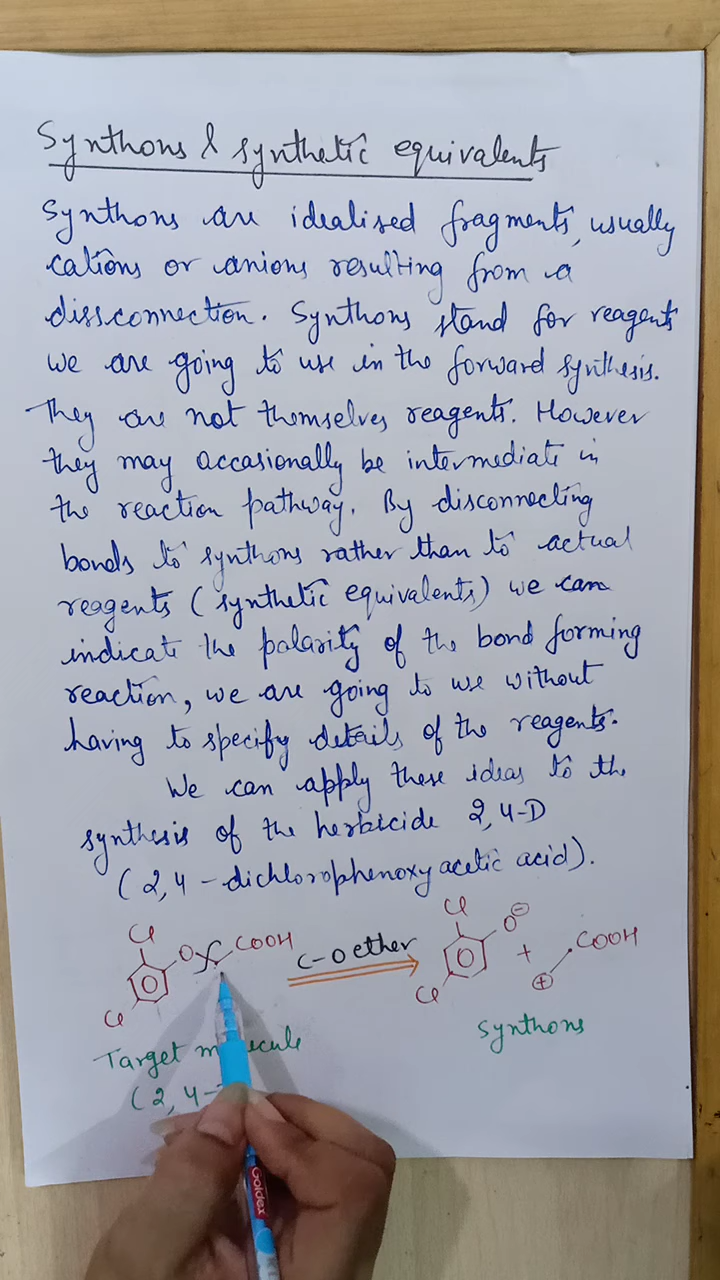 Synthons & synthetic equivalents
Synthons are idealised fragments, usually
cations or anions resulting from a
dissconnection. Synthons stand for reagents
we are going to use in the forward synthesis.
They are not themselves reagents. However
they may accasionally be intermediate in
the reaction pathway. By disconnecting
bonds to synthons rather than to actual
reagents (synthetic equivalents) we can
indicate the polarity of the bond forming
reaction, we are going to use without
having to specify details of the reagents.
We can apply these ideas to the
synthesis of the herbicide 2,4-D
(2,4-dichlorophenoxy acetic acid).
Cl O COOH Cl
C-O ether
Cl O⊖ + ⊕ COOH Cl
Synthons
Target molecule
(2,4-
Goldex